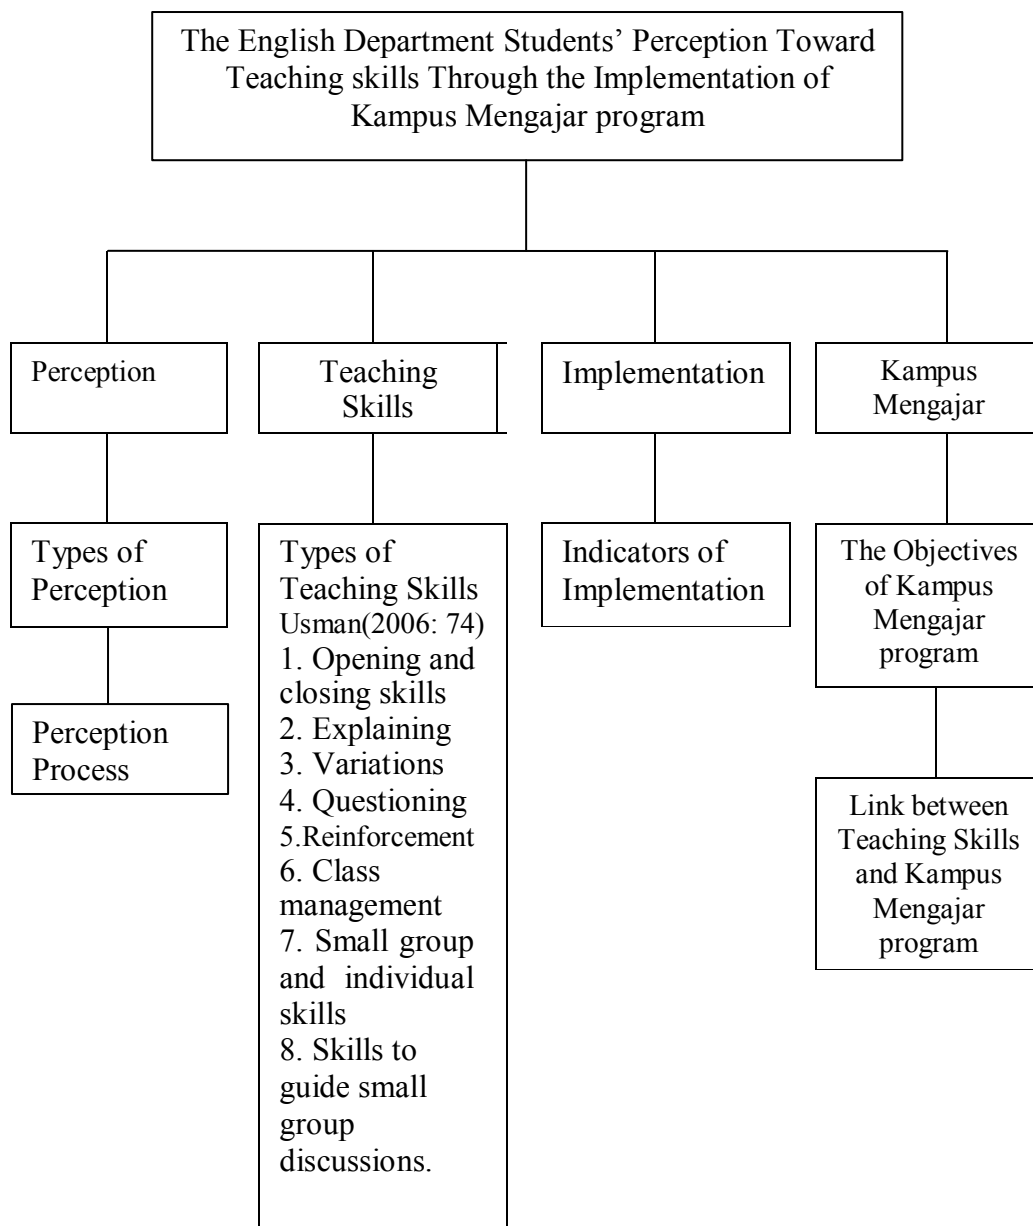 The English Department Students’ Perception Toward
Teaching skills Through the Implementation of
Kampus Mengajar program
Perception
Teaching
Skills
Implementation
Kampus
Mengajar
Types of
Perception
Types of
Teaching Skills
Usman(2006: 74)
1. Opening and
closing skills
2. Explaining
3. Variations
4. Questioning
5.Reinforcement
6. Class
management
7. Small group
and individual
skills
8. Skills to
guide small
group
discussions.
Indicators of
Implementation
The Objectives
of Kampus
Mengajar
program
Perception
Process
Link between
Teaching Skills
and Kampus
Mengajar
program